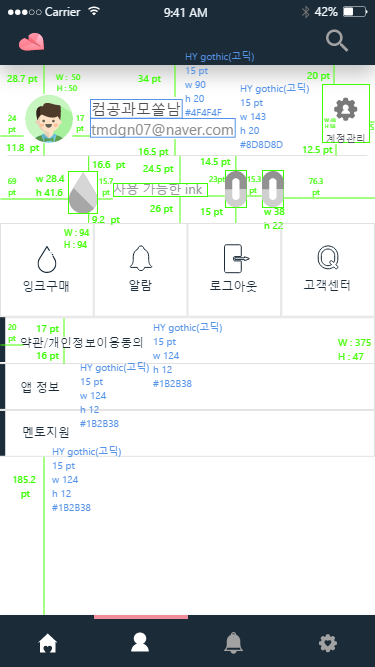 Carrier 9:41 AM 42%
HY gothic(고딕)
15 pt
w 90
h 20
#4F4F4F
28.7 pt
W : 50
H : 50
34 pt
HY gothic(고딕)
15 pt
w 143
h 20
#8D8D8D
20 pt
컴공과모쏠남
tmdgn07@naver.com
24
pt
17
pt
계정관리
11.8 pt
16.5 pt
12.5 pt
16.6 pt
24.5 pt
14.5 pt
69
pt
w 28.4
h 41.6
15.7
pt
사용 가능한 ink
23pt
15.3
pt
76.3
pt
9.2 pt
26 pt
15 pt
w 38
h 22
W : 94
H : 94
잉크구매
알람
로그아웃
고객센터
20
pt
17 pt
약관/개인정보이용동의
16 pt
HY gothic(고딕)
15 pt
w 124
h 12
#1B2B38
W : 375
H : 47
앱 정보
HY gothic(고딕)
15 pt
w 124
h 12
#1B2B38
멘토지원
HY gothic(고딕)
15 pt
w 124
h 12
#1B2B38
185.2
pt